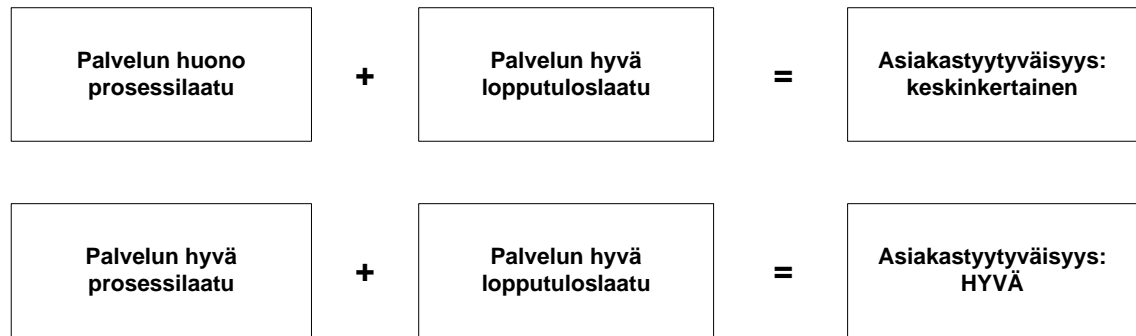 Palvelun huono
prosessilaatu
+
Palvelun hyvä
lopputuloslaatu
=
Asiakastyytyväisyys:
keskinkertainen
Palvelun hyvä
prosessilaatu
+
Palvelun hyvä
lopputuloslaatu
=
Asiakastyytyväisyys:
HYVÄ